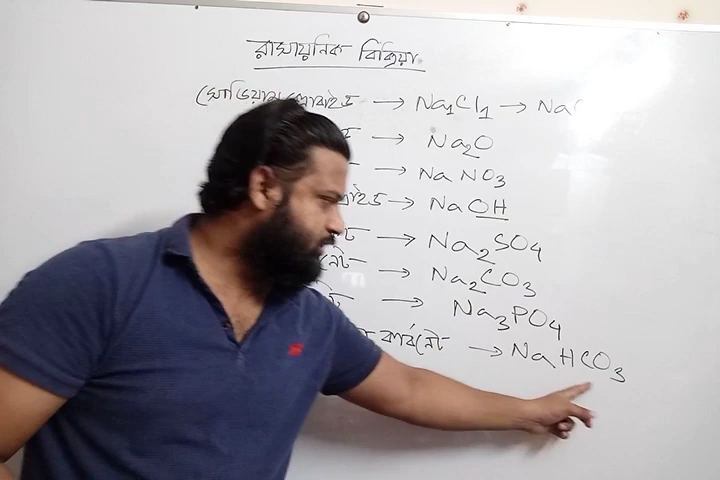 রাসায়নিক বিক্রিয়া
সোডিয়াম ক্লোরাইড → Na₁Cl₁ → Na
→ Na₂O
→ NaNO₃
→ NaOH
→ Na₂SO₄
→ Na₂CO₃
→ Na₃PO₄
কার্বনেট → NaHCO₃